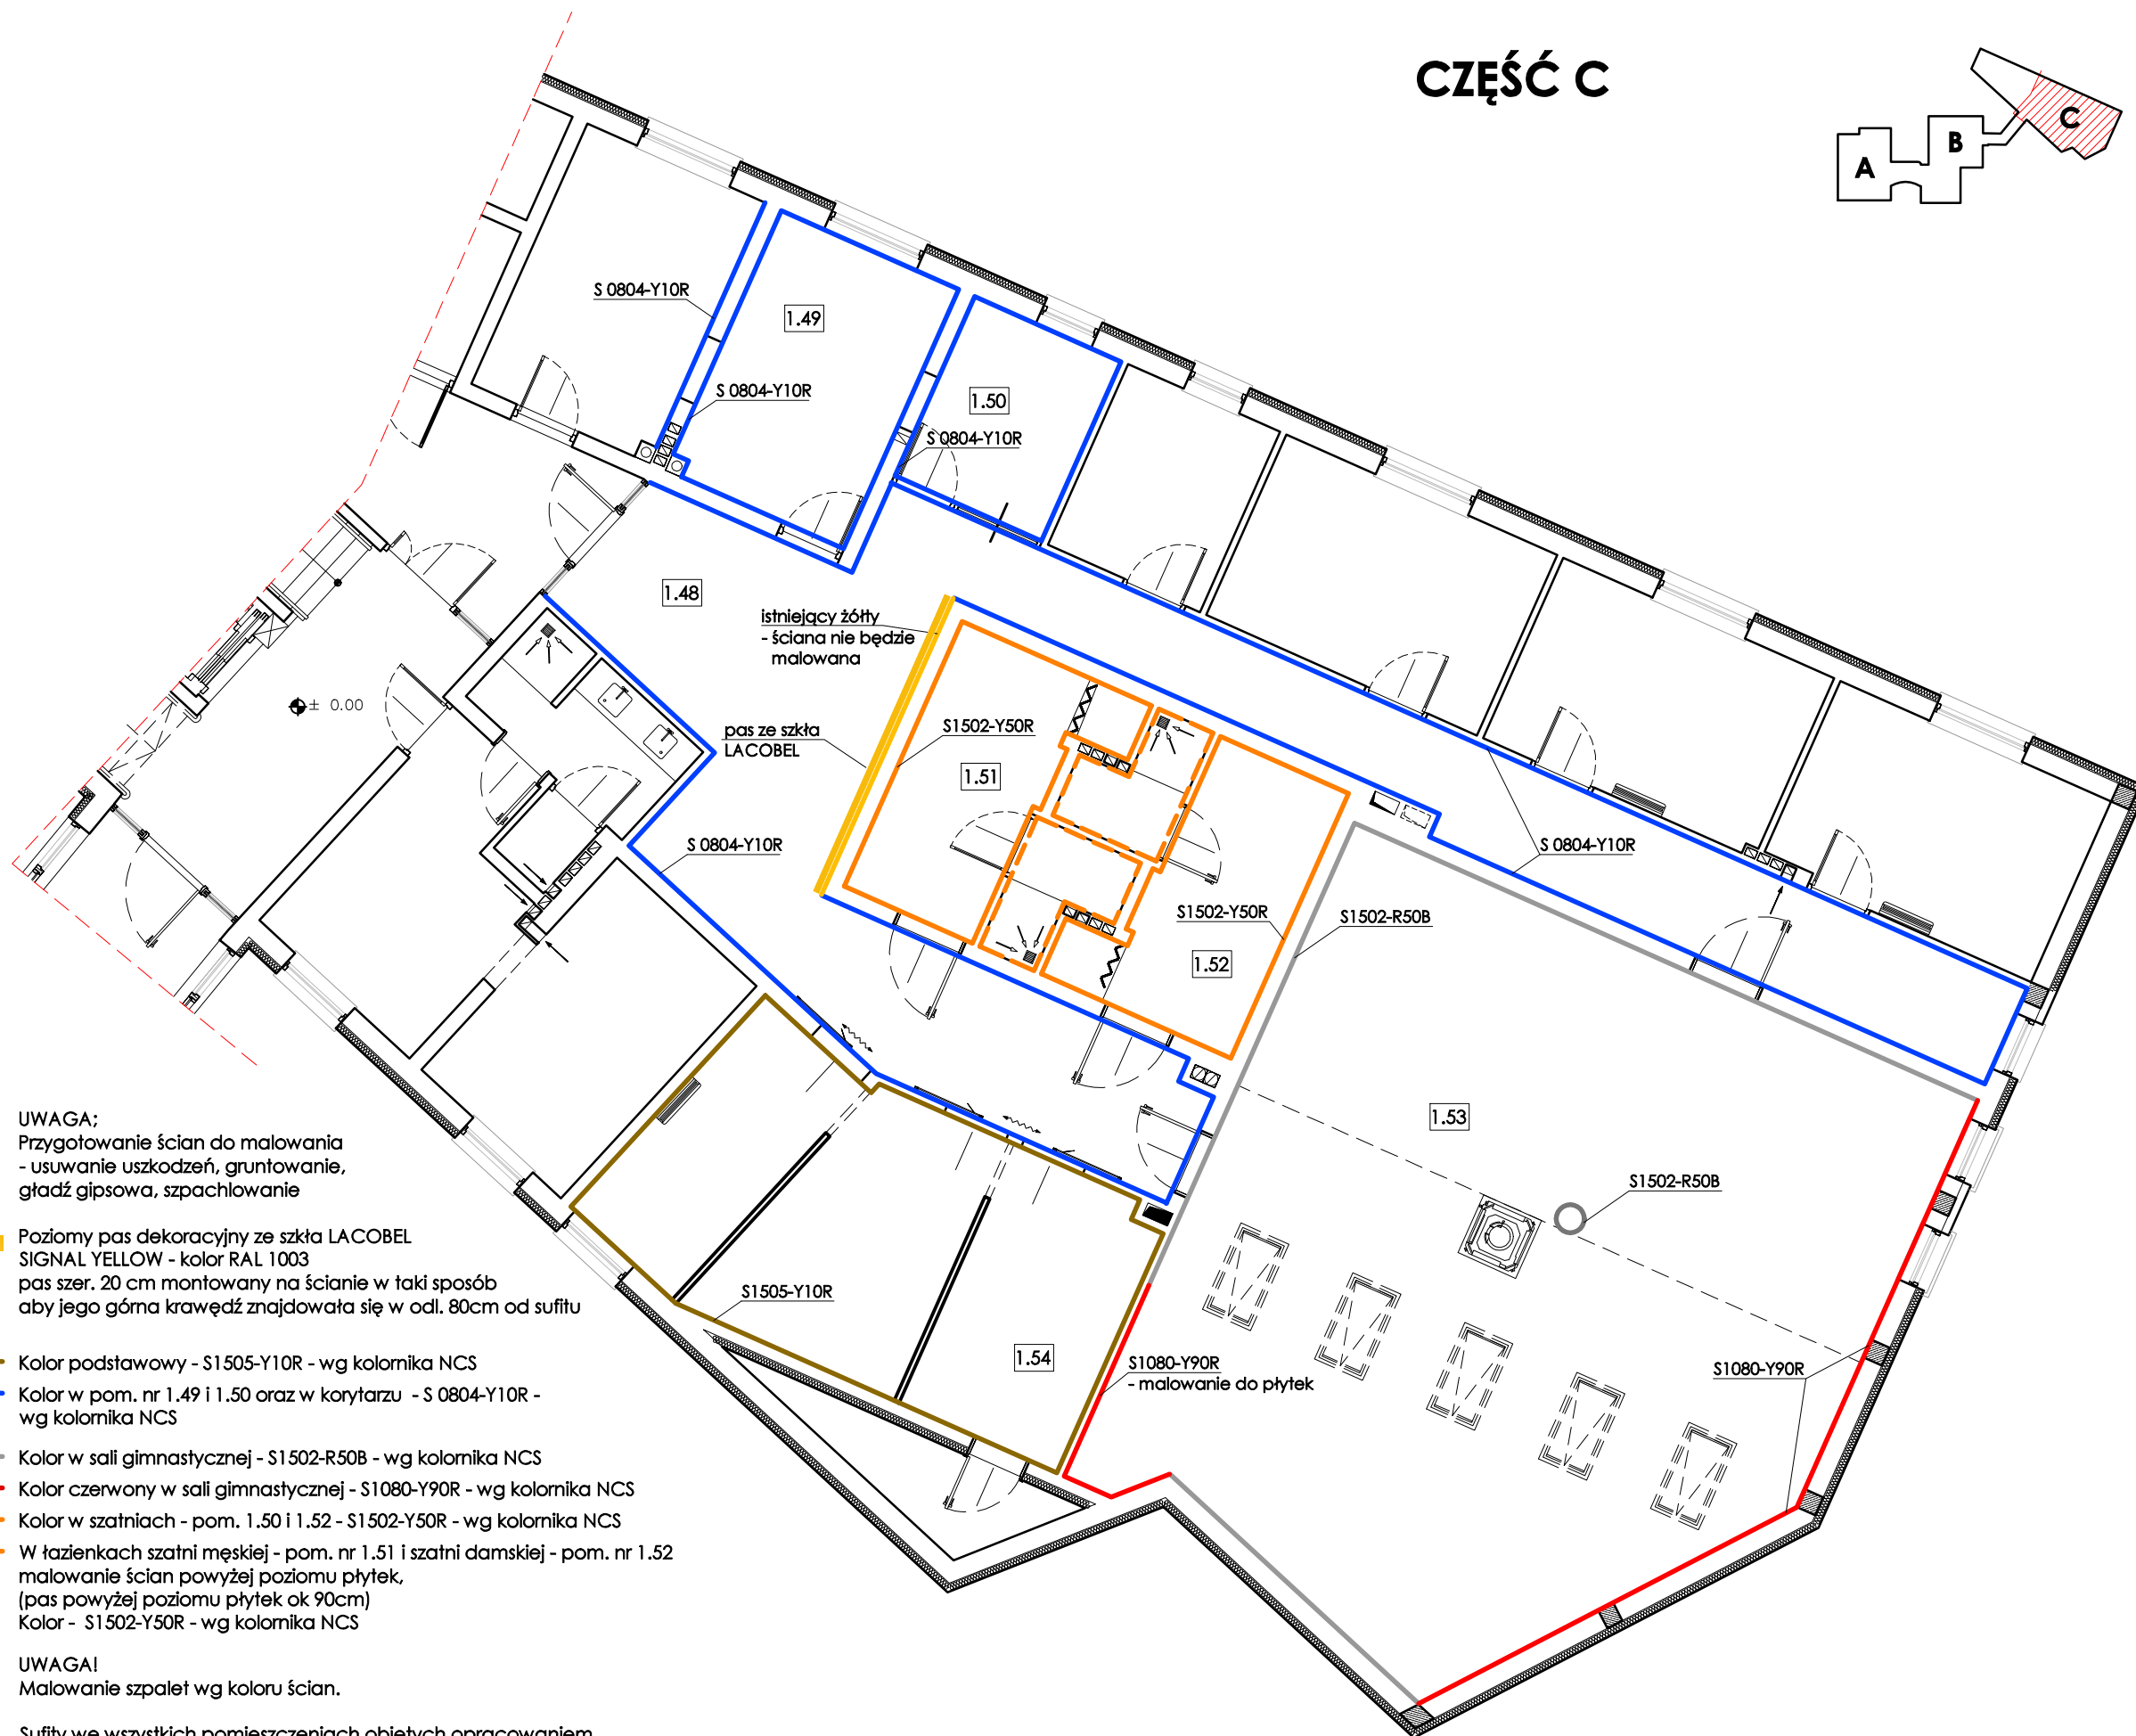 CZĘŚĆ C
C
B
A
S 0804-Y10R
1.49
S 0804-Y10R
1.50
S 0804-Y10R
1.48
istniejący żółty
- ściana nie będzie
malowana
± 0.00
pas ze szkła
LACOBEL
S1502-Y50R
1.51
S 0804-Y10R
S 0804-Y10R
S1502-Y50R
S1502-R50B
1.52
1.53
S1502-R50B
S1505-Y10R
1.54
S1080-Y90R
- malowanie do płytek
S1080-Y90R
UWAGA;
Przygotowanie ścian do malowania
- usuwanie uszkodzeń, gruntowanie,
gładź gipsowa, szpachlowanie
Poziomy pas dekoracyjny ze szkła LACOBEL
SIGNAL YELLOW - kolor RAL 1003
pas szer. 20 cm montowany na ścianie w taki sposób
aby jego górna krawędź znajdowała się w odl. 80cm od sufitu
Kolor podstawowy - S1505-Y10R - wg kolornika NCS
Kolor w pom. nr 1.49 i 1.50 oraz w korytarzu - S 0804-Y10R -
wg kolornika NCS
Kolor w sali gimnastycznej - S1502-R50B - wg kolornika NCS
Kolor czerwony w sali gimnastycznej - S1080-Y90R - wg kolornika NCS
Kolor w szatniach - pom. 1.50 i 1.52 - S1502-Y50R - wg kolornika NCS
W łazienkach szatni męskiej - pom. nr 1.51 i szatni damskiej - pom. nr 1.52
malowanie ścian powyżej poziomu płytek,
(pas powyżej poziomu płytek ok 90cm)
Kolor - S1502-Y50R - wg kolornika NCS
UWAGA!
Malowanie szpalet wg koloru ścian.
Sufity we wszystkich pomieszczeniach objętych opracowaniem